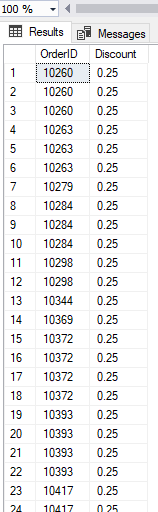 100 %
Results Messages
OrderID Discount
1 10260 0.25
2 10260 0.25
3 10260 0.25
4 10263 0.25
5 10263 0.25
6 10263 0.25
7 10279 0.25
8 10284 0.25
9 10284 0.25
10 10284 0.25
11 10298 0.25
12 10298 0.25
13 10344 0.25
14 10369 0.25
15 10372 0.25
16 10372 0.25
17 10372 0.25
18 10372 0.25
19 10393 0.25
20 10393 0.25
21 10393 0.25
22 10393 0.25
23 10417 0.25
24 10417 0.25